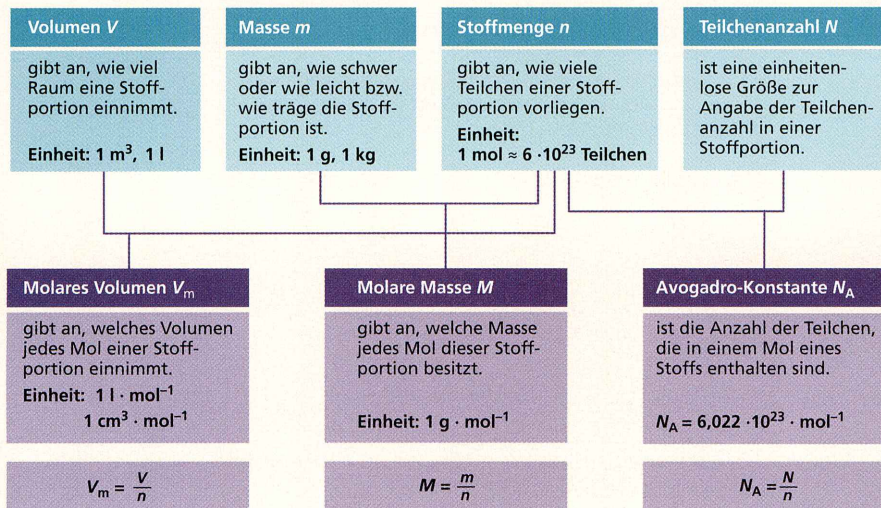 Volumen V
gibt an, wie viel
Raum eine Stoff-
portion einnimmt.
Einheit: 1 m³, 1 l
Masse m
gibt an, wie schwer
oder wie leicht bzw.
wie träge die Stoff-
portion ist.
Einheit: 1 g, 1 kg
Stoffmenge n
gibt an, wie viele
Teilchen einer Stoff-
portion vorliegen.
Einheit:
1 mol ≈ 6 ·10²³ Teilchen
Teilchenanzahl N
ist eine einheiten-
lose Größe zur
Angabe der Teilchen-
anzahl in einer
Stoffportion.
Molares Volumen Vₘ
gibt an, welches Volumen
jedes Mol einer Stoff-
portion einnimmt.
Einheit: 1 l · mol⁻¹
1 cm³ · mol⁻¹
Vₘ = V/n
Molare Masse M
gibt an, welche Masse
jedes Mol dieser Stoff-
portion besitzt.
Einheit: 1 g · mol⁻¹
M = m/n
Avogadro-Konstante N_A
ist die Anzahl der Teilchen,
die in einem Mol eines
Stoffs enthalten sind.
N_A = 6,022 ·10²³ · mol⁻¹
N_A = N/n